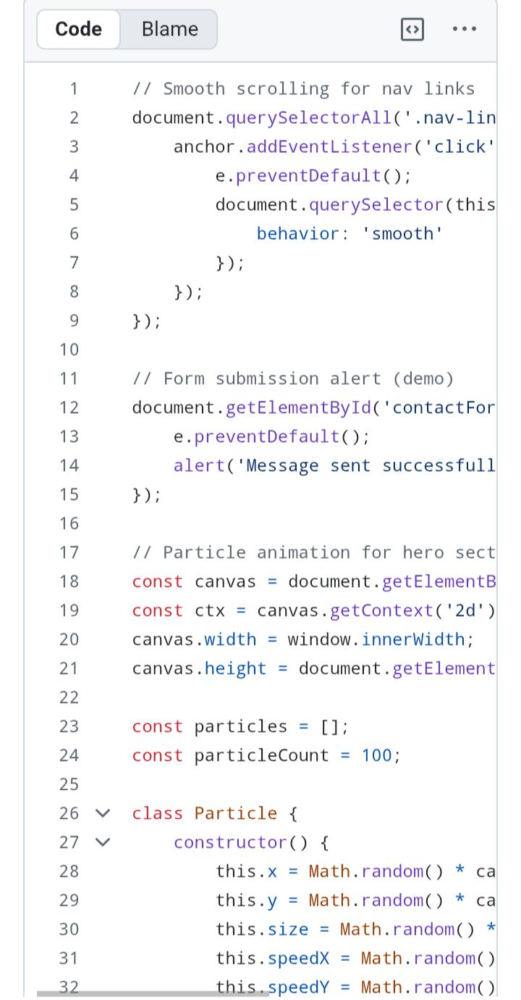 Code Blame
1 // Smooth scrolling for nav links
2 document.querySelectorAll('.nav-lin
3     anchor.addEventListener('click'
4         e.preventDefault();
5         document.querySelector(this
6             behavior: 'smooth'
7         });
8     });
9 });
10
11 // Form submission alert (demo)
12 document.getElementById('contactFor
13     e.preventDefault();
14     alert('Message sent successfull
15 });
16
17 // Particle animation for hero sect
18 const canvas = document.getElementB
19 const ctx = canvas.getContext('2d')
20 canvas.width = window.innerWidth;
21 canvas.height = document.getElement
22
23 const particles = [];
24 const particleCount = 100;
25
26 class Particle {
27     constructor() {
28         this.x = Math.random() * ca
29         this.y = Math.random() * ca
30         this.size = Math.random() *
31         this.speedX = Math.random()
32         this.speedY = Math.random()